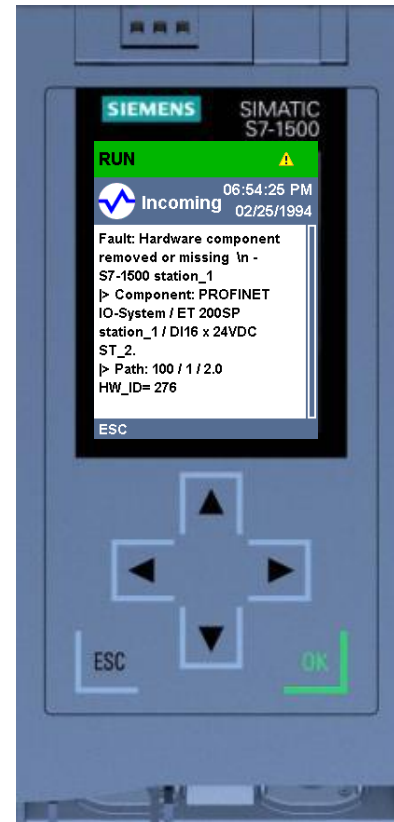 SIEMENS
SIMATIC
S7-1500
RUN
Incoming
06:54:25 PM
02/25/1994
Fault: Hardware component
removed or missing \n -
S7-1500 station_1
|> Component: PROFINET
IO-System / ET 200SP
station_1 / DI16 x 24VDC
ST_2.
|> Path: 100 / 1 / 2.0
HW_ID= 276
ESC
ESC
OK